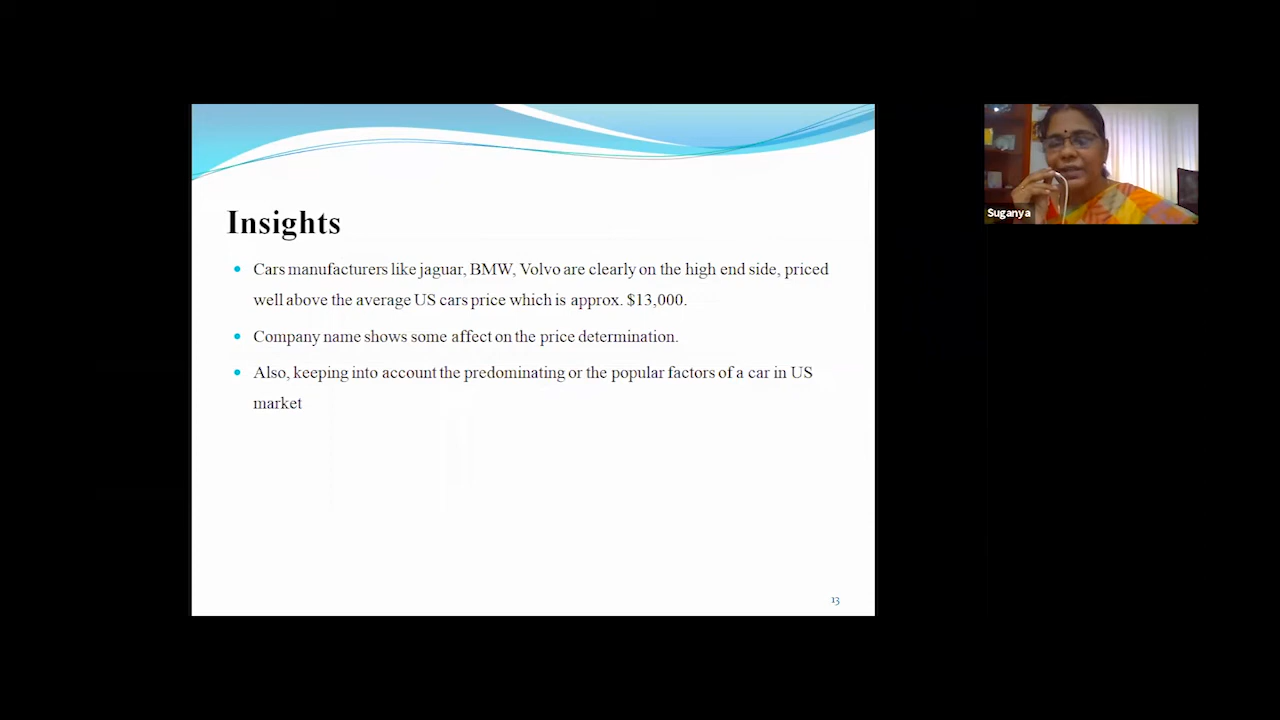 Insights
Cars manufacturers like jaguar, BMW, Volvo are clearly on the high end side, priced
well above the average US cars price which is approx. $13,000.
Company name shows some affect on the price determination.
Also, keeping into account the predominating or the popular factors of a car in US
market
13
Suganya